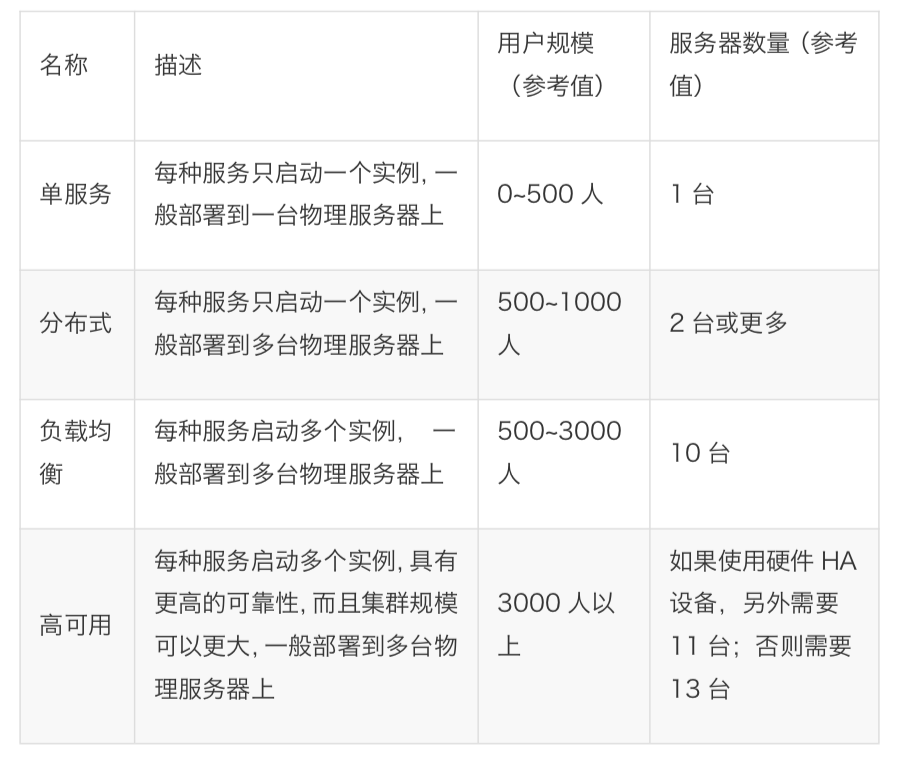 名称
描述
用户规模
（参考值）
服务器数量（参考
值）
单服务
每种服务只启动一个实例, 一
般部署到一台物理服务器上
0~500 人
1 台
分布式
每种服务只启动一个实例, 一
般部署到多台物理服务器上
500~1000
人
2 台或更多
负载均
衡
每种服务启动多个实例,　一
般部署到多台物理服务器上
500~3000
人
10 台
高可用
每种服务启动多个实例, 具有
更高的可靠性, 而且集群规模
可以更大, 一般部署到多台物
理服务器上
3000 人以
上
如果使用硬件 HA
设备，另外需要
11 台；否则需要
13 台